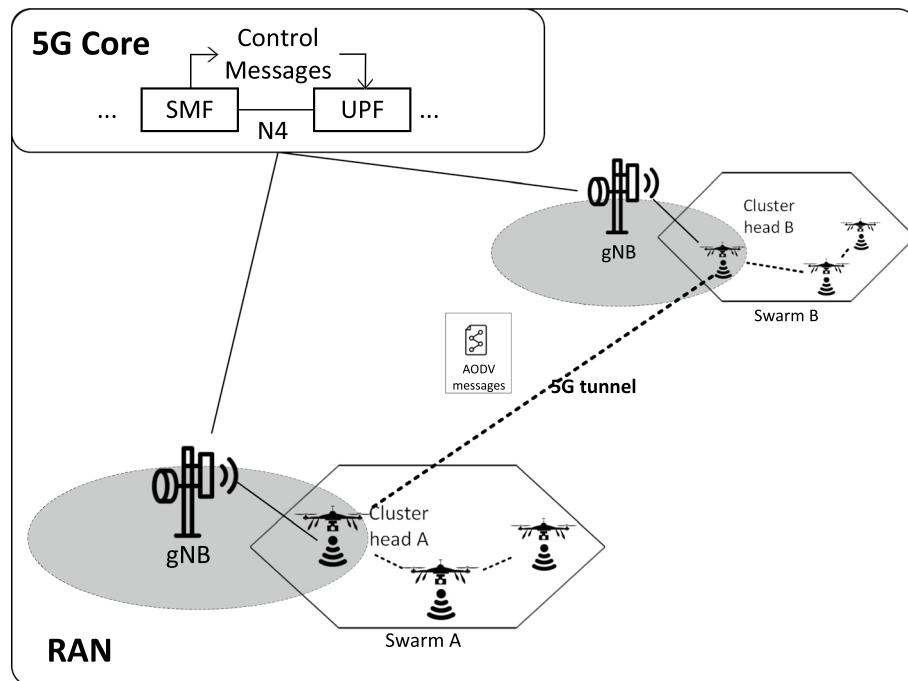 5G Core
Control
Messages
...
SMF
UPF
...
N4
gNB
Cluster
head B
Swarm B
AODV
messages
5G tunnel
gNB
Cluster
head A
Swarm A
RAN